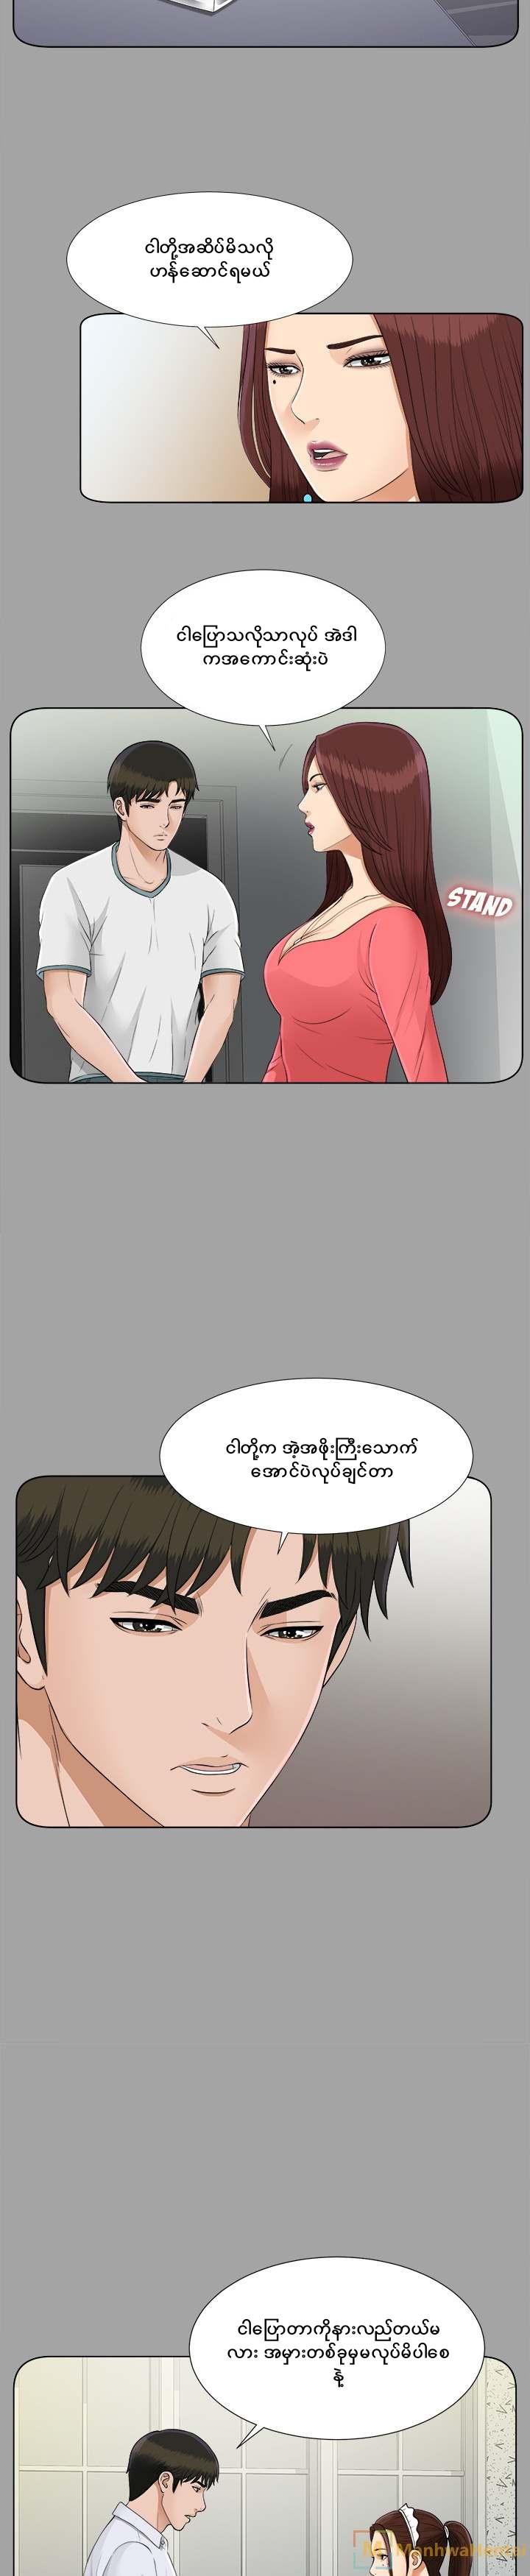 ငါတို့အဆိပ်မိသလို
ဟန်ဆောင်ရမယ်
ငါပြောသလိုသာလုပ် အဲဒါ
ကအကောင်းဆုံးပဲ
STAND
ငါတို့က အဲ့အဖိုးကြီးသောက်
အောင်ပဲလုပ်ချင်တာ
ငါပြောတာကိုနားလည်တယ်မ
လား အမှားတစ်ခုမှမလုပ်မိပါစေ
နဲ့